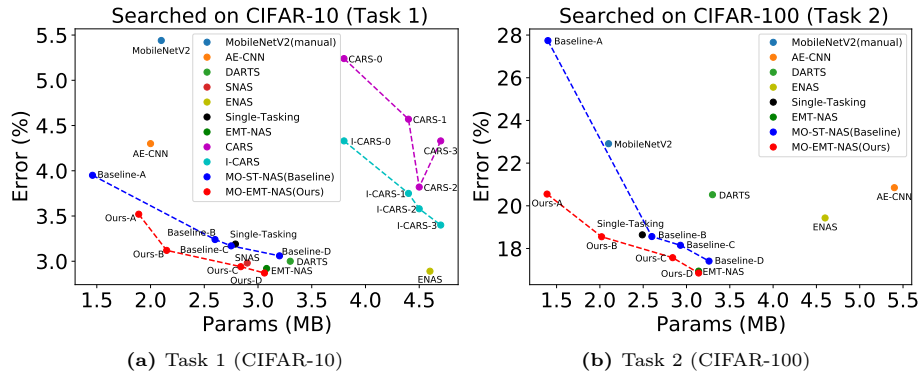 Searched on CIFAR-10 (Task 1)
Error (%)
5.5
5.0
4.5
4.0
3.5
3.0
1.5 2.0 2.5 3.0 3.5 4.0 4.5
Params (MB)
MobileNetV2(manual)
AE-CNN
DARTS
SNAS
ENAS
Single-Tasking
EMT-NAS
CARS
I-CARS
MO-ST-NAS(Baseline)
MO-EMT-NAS(Ours)
MobileNetV2
CARS-0
CARS-1
I-CARS-0
CARS-3
AE-CNN
Baseline-A
CARS-2
I-CARS-1
I-CARS-2
I-CARS-3
Ours-A
Baseline-B
Single-Tasking
Ours-B
Baseline-C
Baseline-D
SNAS
DARTS
Ours-C
EMT-NAS
Ours-D
ENAS
(a) Task 1 (CIFAR-10)
Searched on CIFAR-100 (Task 2)
Error (%)
28
26
24
22
20
18
1.5 2.0 2.5 3.0 3.5 4.0 4.5 5.0 5.5
Params (MB)
MobileNetV2(manual)
AE-CNN
DARTS
ENAS
Single-Tasking
EMT-NAS
MO-ST-NAS(Baseline)
MO-EMT-NAS(Ours)
Baseline-A
MobileNetV2
Ours-A
DARTS
AE-CNN
Single-Tasking
ENAS
Baseline-B
Ours-B
Baseline-C
Ours-C
Baseline-D
Ours-D
EMT-NAS
(b) Task 2 (CIFAR-100)